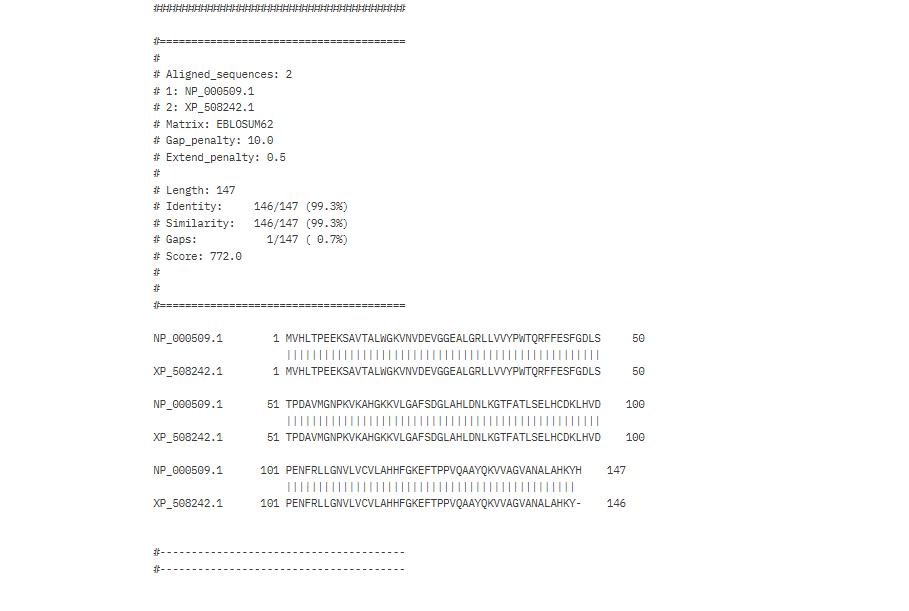 #######################################

#=======================================
#
# Aligned_sequences: 2
# 1: NP_000509.1
# 2: XP_508242.1
# Matrix: EBLOSUM62
# Gap_penalty: 10.0
# Extend_penalty: 0.5
#
# Length: 147
# Identity:     146/147 (99.3%)
# Similarity:   146/147 (99.3%)
# Gaps:           1/147 ( 0.7%)
# Score: 772.0
#
#
#=======================================

NP_000509.1        1 MVHLTPEEKSAVTALWGKVNVDEVGGEALGRLLVVYPWTQRFFESFGDLS     50
                     ||||||||||||||||||||||||||||||||||||||||||||||||||
XP_508242.1        1 MVHLTPEEKSAVTALWGKVNVDEVGGEALGRLLVVYPWTQRFFESFGDLS     50

NP_000509.1       51 TPDAVMGNPKVKAHGKKVLGAFSDGLAHLDNLKGTFATLSELHCDKLHVD    100
                     ||||||||||||||||||||||||||||||||||||||||||||||||||
XP_508242.1       51 TPDAVMGNPKVKAHGKKVLGAFSDGLAHLDNLKGTFATLSELHCDKLHVD    100

NP_000509.1      101 PENFRLLGNVLVCVLAHHFGKEFTPPVQAAYQKVVAGVANALAHKYH    147
                     ||||||||||||||||||||||||||||||||||||||||||||||
XP_508242.1      101 PENFRLLGNVLVCVLAHHFGKEFTPPVQAAYQKVVAGVANALAHKY-    146


#---------------------------------------
#---------------------------------------